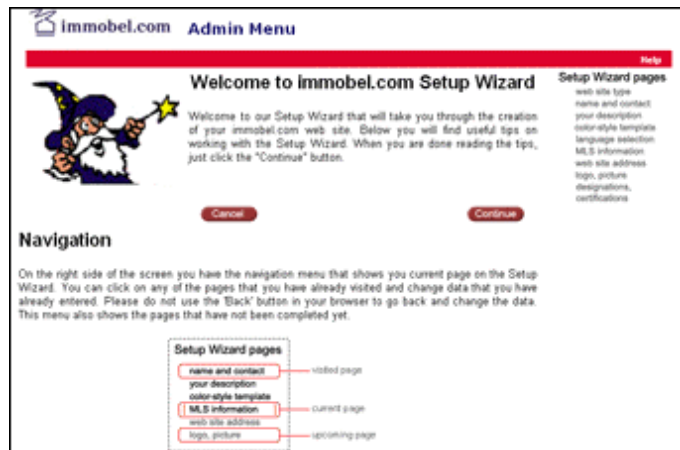 immobel.com Admin Menu
Help
Welcome to immobel.com Setup Wizard
Welcome to our Setup Wizard that will take you through the creation
of your immobel.com web site. Below you will find useful tips on
working with the Setup Wizard. When you are done reading the tips,
just click the "Continue" button.
Cancel
Continue
Setup Wizard pages
web site type
name and contact
your description
color-style template
language selection
MLS information
web site address
logo, picture
designations,
certifications
Navigation
On the right side of the screen you have the navigation menu that shows you current page on the Setup
Wizard. You can click on any of the pages that you have already visited and change data that you have
already entered. Please do not use the 'Back' button in your browser to go back and change the data.
This menu also shows the pages that have not been completed yet.
Setup Wizard pages
name and contact visited page
your description
color-style template
MLS information current page
web site address
logo, picture upcoming page